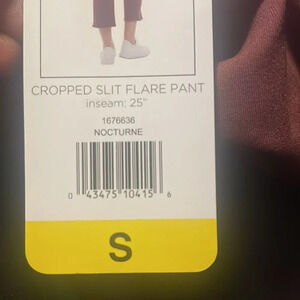 CROPPED SLIT FLARE PANT
inseam: 25"
1676636
NOCTURNE
0 43475 10415 6
S